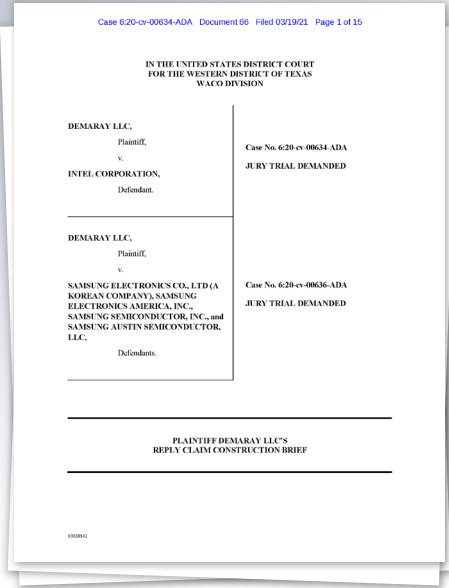 Case 6:20-cv-00634-ADA Document 66 Filed 03/19/21 Page 1 of 15
IN THE UNITED STATES DISTRICT COURT
FOR THE WESTERN DISTRICT OF TEXAS
WACO DIVISION
DEMARAY LLC,
Plaintiff,
v.
INTEL CORPORATION,
Defendant.
Case No. 6:20-cv-00634-ADA
JURY TRIAL DEMANDED
DEMARAY LLC,
Plaintiff,
v.
SAMSUNG ELECTRONICS CO., LTD (A
KOREAN COMPANY), SAMSUNG
ELECTRONICS AMERICA, INC.,
SAMSUNG SEMICONDUCTOR, INC., and
SAMSUNG AUSTIN SEMICONDUCTOR,
LLC,
Defendants.
Case No. 6:20-cv-00636-ADA
JURY TRIAL DEMANDED
PLAINTIFF DEMARAY LLC'S
REPLY CLAIM CONSTRUCTION BRIEF